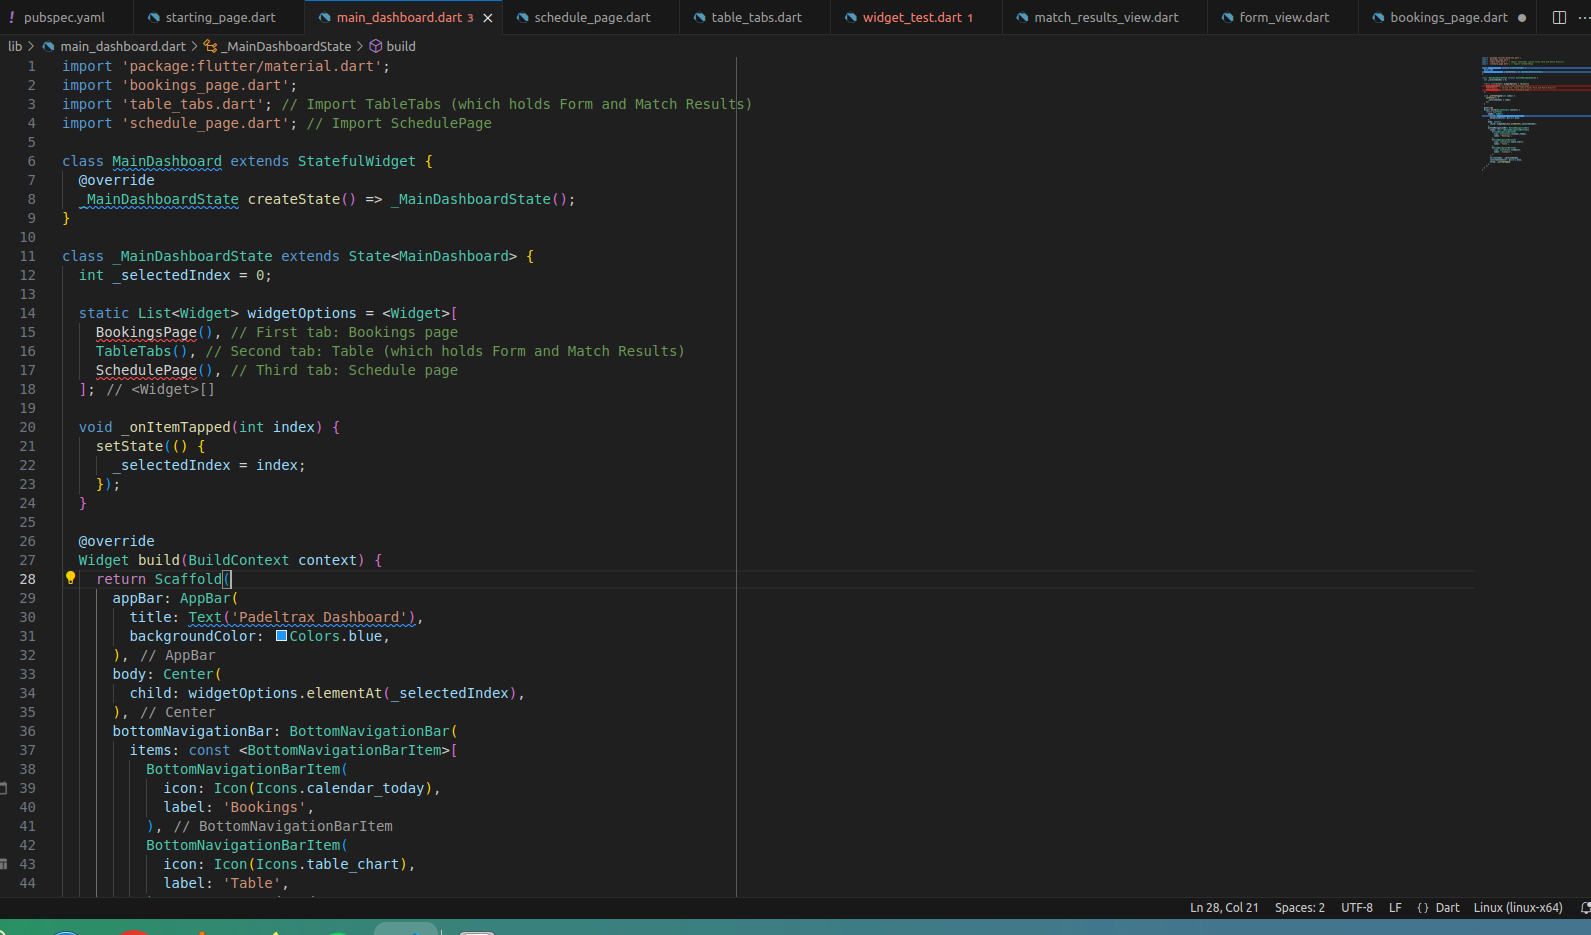 pubspec.yaml starting_page.dart main_dashboard.dart 3 schedule_page.dart table_tabs.dart widget_test.dart 1 match_results_view.dart form_view.dart bookings_page.dart
lib > main_dashboard.dart > _MainDashboardState > build
1 import 'package:flutter/material.dart';
2 import 'bookings_page.dart';
3 import 'table_tabs.dart'; // Import TableTabs (which holds Form and Match Results)
4 import 'schedule_page.dart'; // Import SchedulePage
5
6 class MainDashboard extends StatefulWidget {
7   @override
8   _MainDashboardState createState() => _MainDashboardState();
9 }
10
11 class _MainDashboardState extends State<MainDashboard> {
12   int _selectedIndex = 0;
13
14   static List<Widget> widgetOptions = <Widget>[
15     BookingsPage(), // First tab: Bookings page
16     TableTabs(), // Second tab: Table (which holds Form and Match Results)
17     SchedulePage(), // Third tab: Schedule page
18   ]; // <Widget>[]
19
20   void _onItemTapped(int index) {
21     setState(() {
22       _selectedIndex = index;
23     });
24   }
25
26   @override
27   Widget build(BuildContext context) {
28     return Scaffold(
29       appBar: AppBar(
30         title: Text('Padeltrax Dashboard'),
31         backgroundColor: Colors.blue,
32       ), // AppBar
33       body: Center(
34         child: widgetOptions.elementAt(_selectedIndex),
35       ), // Center
36       bottomNavigationBar: BottomNavigationBar(
37         items: const <BottomNavigationBarItem>[
38           BottomNavigationBarItem(
39             icon: Icon(Icons.calendar_today),
40             label: 'Bookings',
41           ), // BottomNavigationBarItem
42           BottomNavigationBarItem(
43             icon: Icon(Icons.table_chart),
44             label: 'Table',
Ln 28, Col 21 Spaces: 2 UTF-8 LF {} Dart Linux (linux-x64)